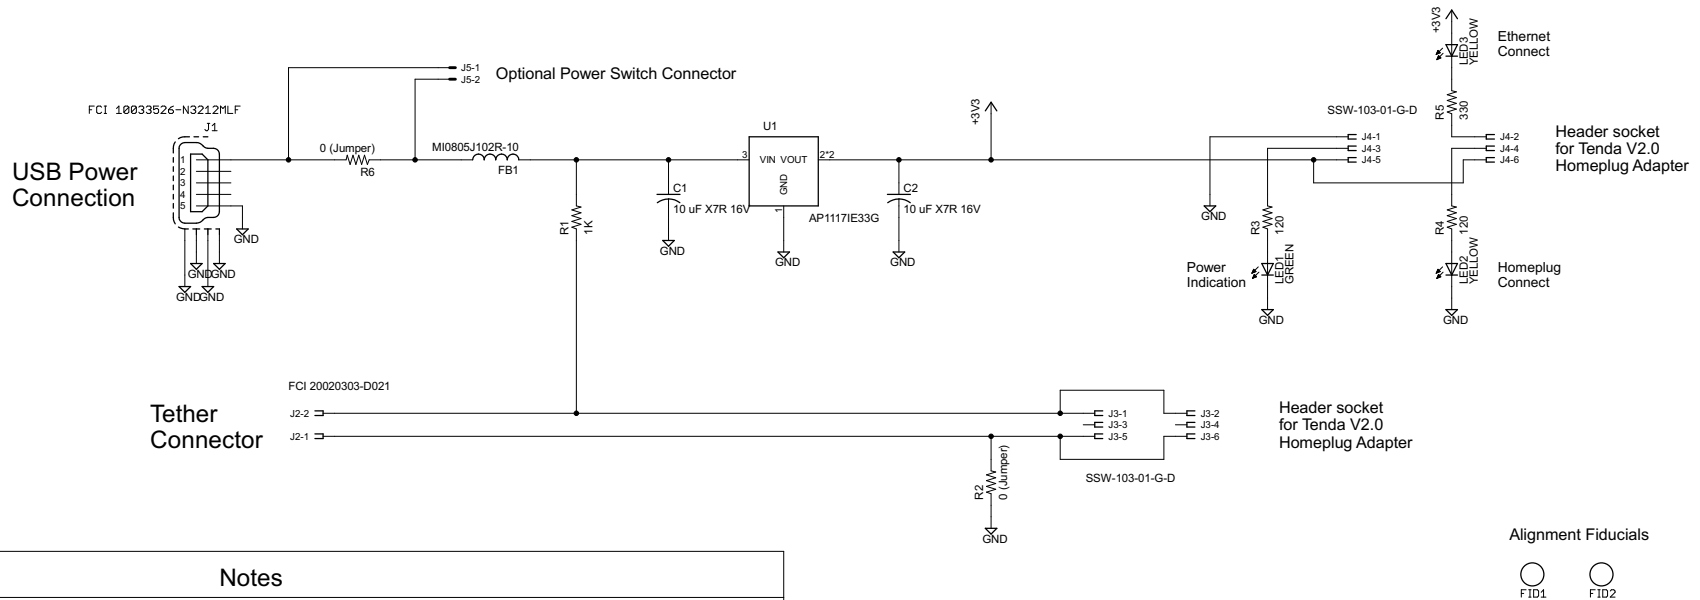 +3V3
LED3
YELLOW
Ethernet
Connect
J5-1
J5-2
Optional Power Switch Connector
FCI 10033526-N3212MLF
J1
USB Power
Connection
1
2
3
4
5
GND
GND
GND
GND
GND
0 (Jumper)
R6
MI0805J102R-10
FB1
R1
1K
C1
10 uF X7R 16V
GND
U1
3
VIN VOUT
2*2
GND
1
AP1117IE33G
GND
C2
10 uF X7R 16V
GND
+3V3
SSW-103-01-G-D
R5
330
J4-1
J4-3
J4-5
J4-2
J4-4
J4-6
Header socket
for Tenda V2.0
Homeplug Adapter
GND
R3
120
Power
Indication
LED1
GREEN
GND
R4
120
LED2
YELLOW
Homeplug
Connect
GND
FCI 20020303-D021
Tether
Connector
J2-2
J2-1
J3-1
J3-3
J3-5
J3-2
J3-4
J3-6
SSW-103-01-G-D
Header socket
for Tenda V2.0
Homeplug Adapter
R2
0 (Jumper)
GND
Alignment Fiducials
FID1
FID2
Notes